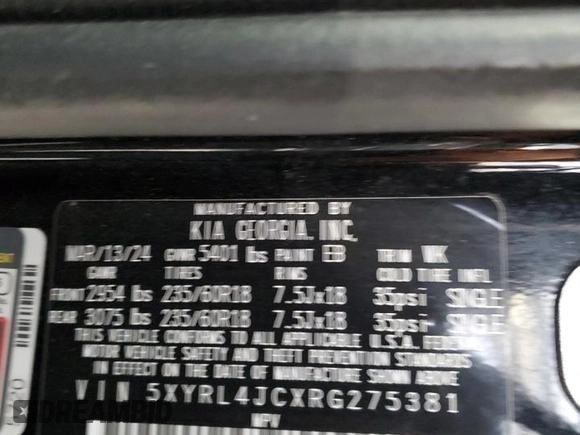 MANUFACTURED BY
KIA GEORGIA, INC.
MAR/13/24 GVWR 5401 lbs PAINT EB TRIM WK
GAWR TIRES RIMS COLD TIRE INFL
FRONT 2954 lbs 235/60R18 7.5Jx18 35psi SINGLE
REAR 3075 lbs 235/60R18 7.5Jx18 35psi SINGLE
THIS VEHICLE CONFORMS TO ALL APPLICABLE U.S.A. FEDERAL
MOTOR VEHICLE SAFETY AND THEFT PREVENTION STANDARDS
IN EFFECT ON THE DATE OF MANUFACTURE SHOWN ABOVE
VIN 5XYRL4JCXRG275381
MPV
DREAMBID